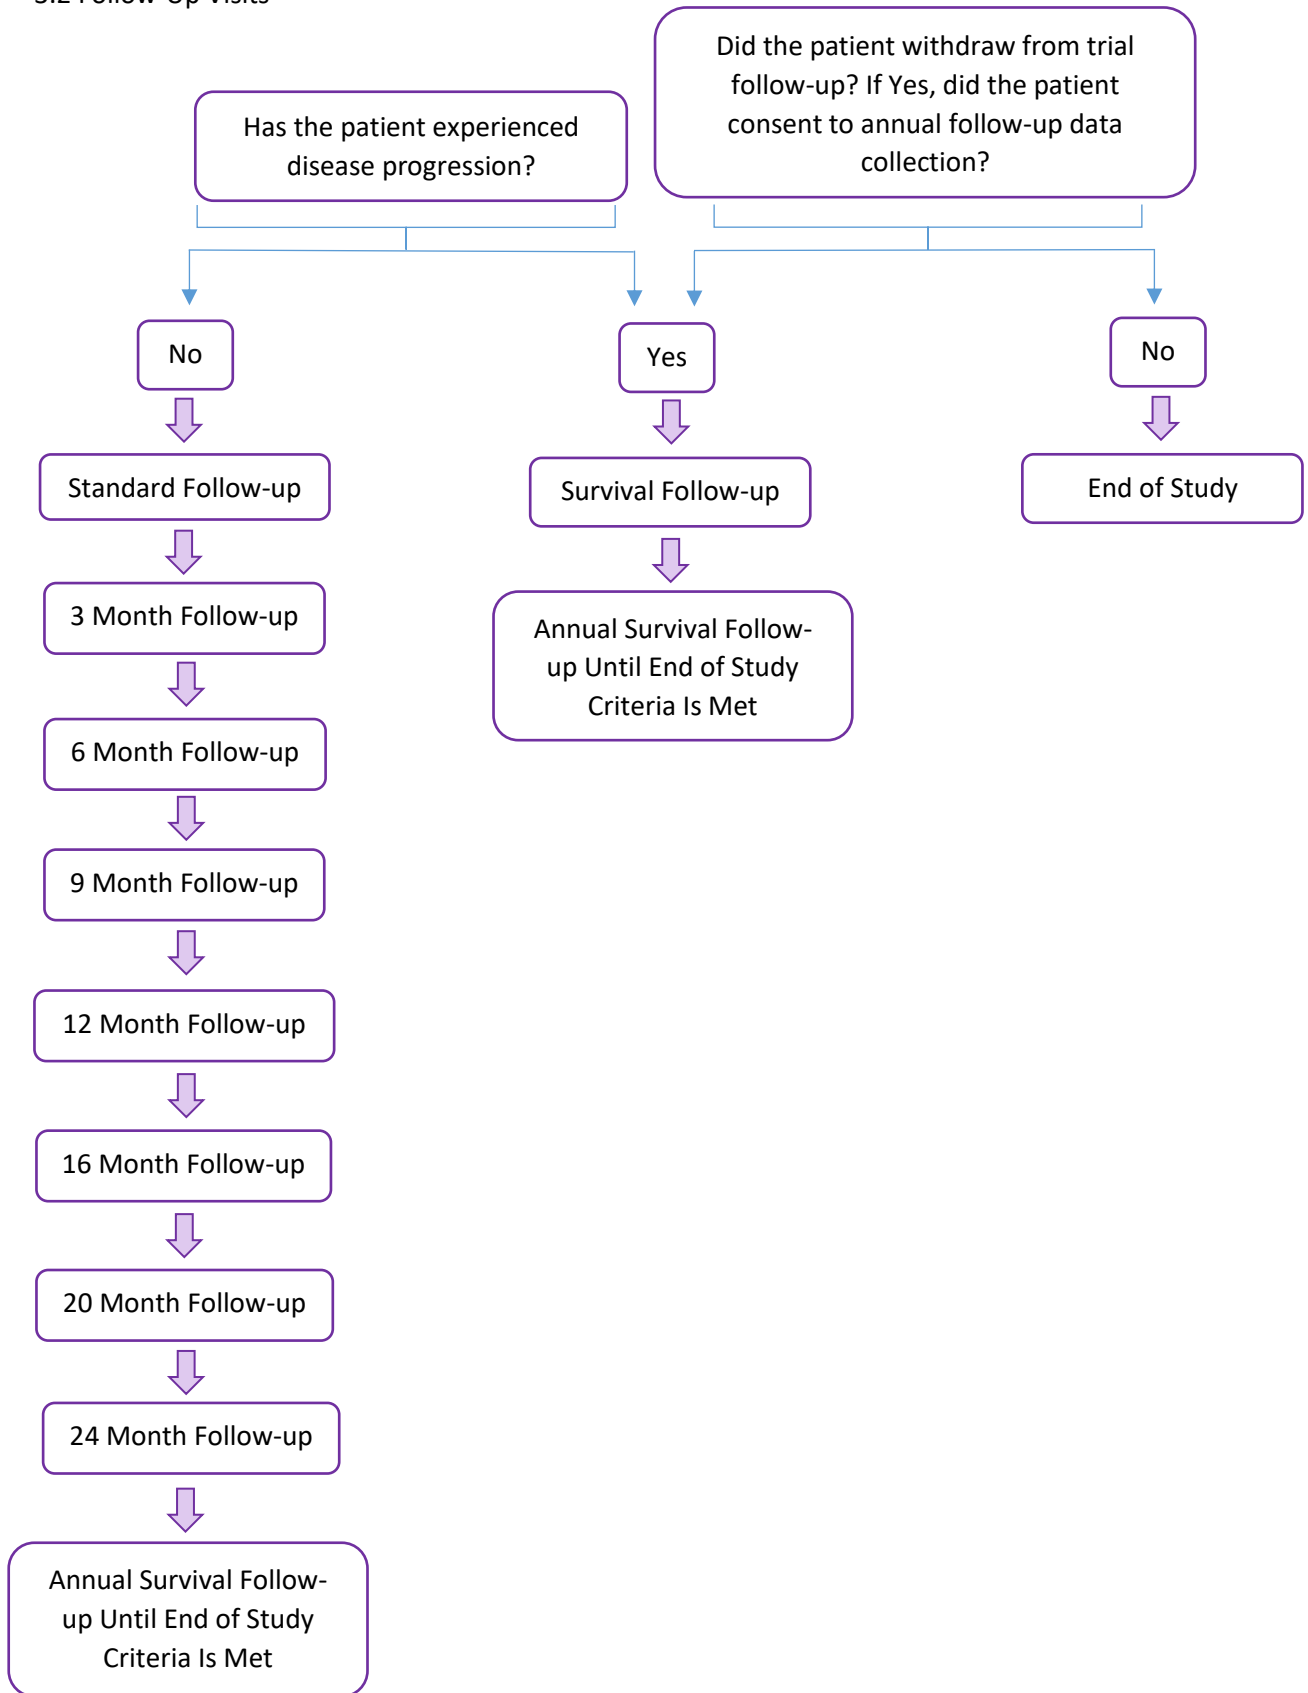 Did the patient withdraw from trial
follow-up? If Yes, did the patient
consent to annual follow-up data
collection?
Has the patient experienced
disease progression?
No
Yes
No
Standard Follow-up
Survival Follow-up
End of Study
3 Month Follow-up
Annual Survival Follow-
up Until End of Study
Criteria Is Met
6 Month Follow-up
9 Month Follow-up
12 Month Follow-up
16 Month Follow-up
20 Month Follow-up
24 Month Follow-up
Annual Survival Follow-
up Until End of Study
Criteria Is Met